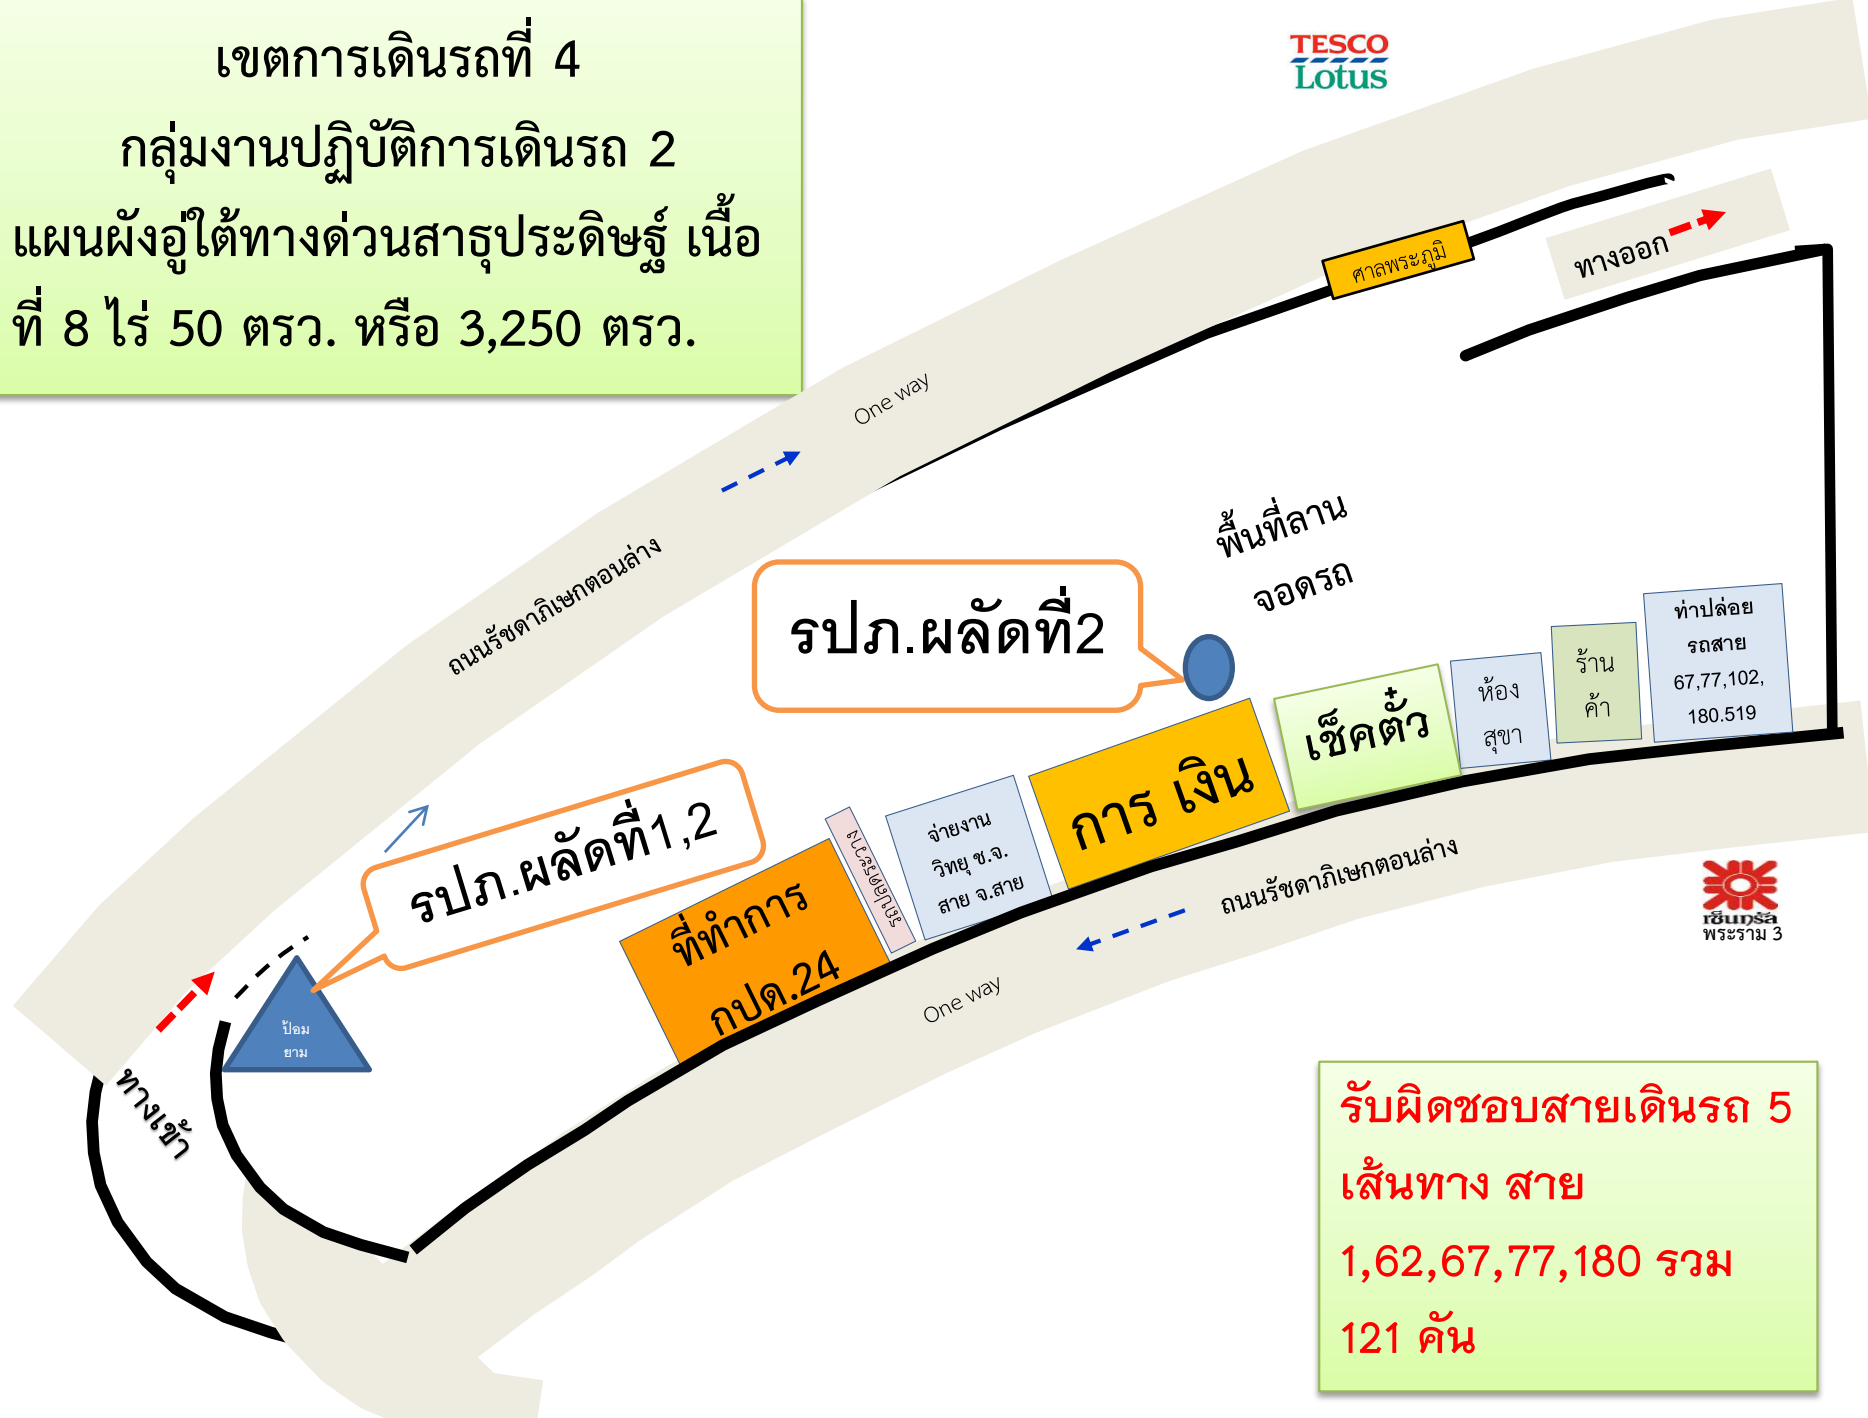 เขตการเดินรถที่ 4
กลุ่มงานปฏิบัติการเดินรถ 2
แผนผังอู่ใต้ทางด่วนสาธุประดิษฐ์ เนื้อ
ที่ 8 ไร่ 50 ตรว. หรือ 3,250 ตรว.
TESCO
Lotus
ศาลพระภูมิ
ทางออก
One way
ถนนรัชดาภิเษกตอนล่าง
พื้นที่ลาน
จอดรถ
รปภ.ผลัดที่2
ท่าปล่อย
รถสาย
67,77,102,
180.519
ร้าน
ค้า
ห้อง
สุขา
เช็คตั๋ว
การ เงิน
จ่ายงาน
วิทยุ ช.จ.
สาย จ.สาย
ที่ทำการ
กปด.24
รปภ.ผลัดที่1,2
ป้อม
ยาม
ทางเข้า
ถนนรัชดาภิเษกตอนล่าง
One way
เซ็นทรัล
พระราม 3
รับผิดชอบสายเดินรถ 5
เส้นทาง สาย
1,62,67,77,180 รวม
121 คัน